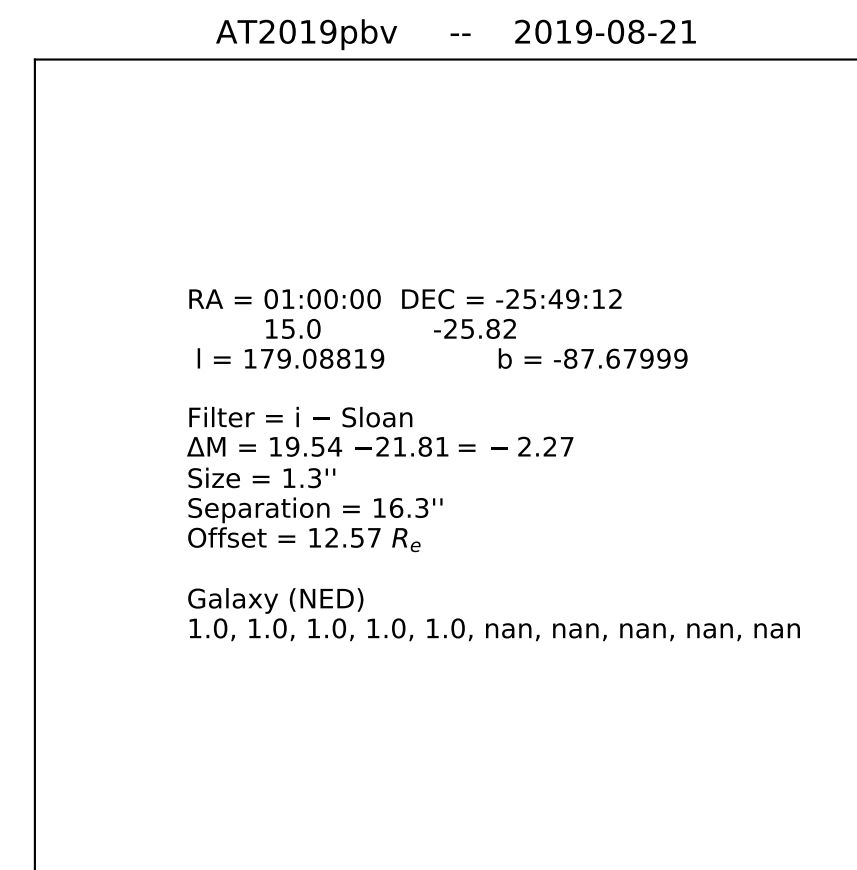 AT2019pbv -- 2019-08-21
RA = 01:00:00 DEC = -25:49:12
15.0 -25.82
l = 179.08819 b = -87.67999
Filter = i − Sloan
ΔM = 19.54 −21.81 = − 2.27
Size = 1.3''
Separation = 16.3''
Offset = 12.57 Re
Galaxy (NED)
1.0, 1.0, 1.0, 1.0, 1.0, nan, nan, nan, nan, nan